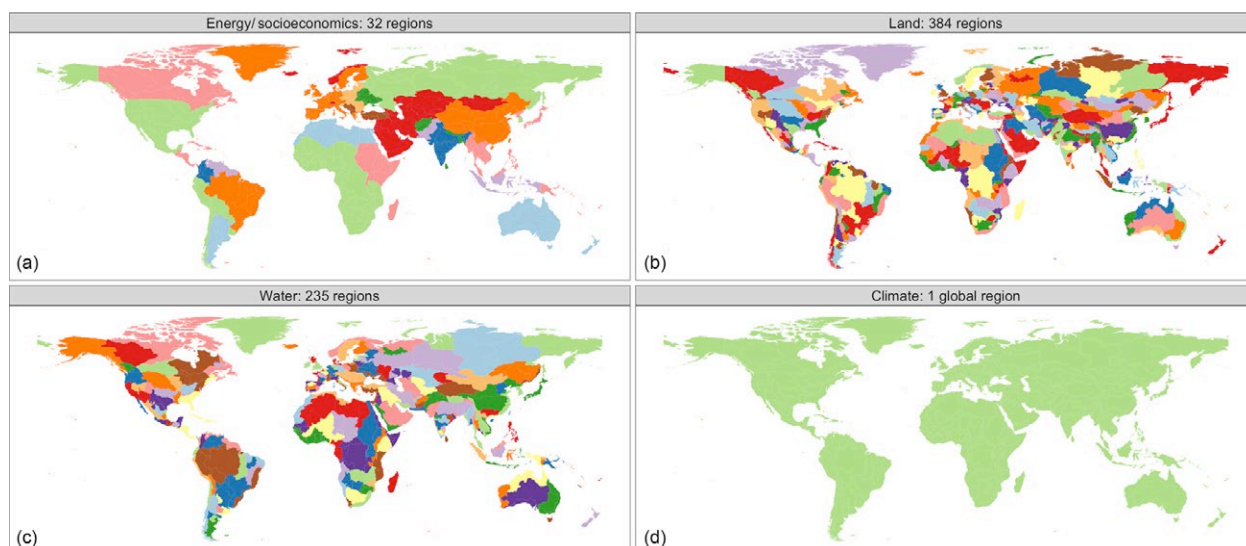 Energy/ socioeconomics: 32 regions
Land: 384 regions
(a)
(b)
Water: 235 regions
Climate: 1 global region
(c)
(d)